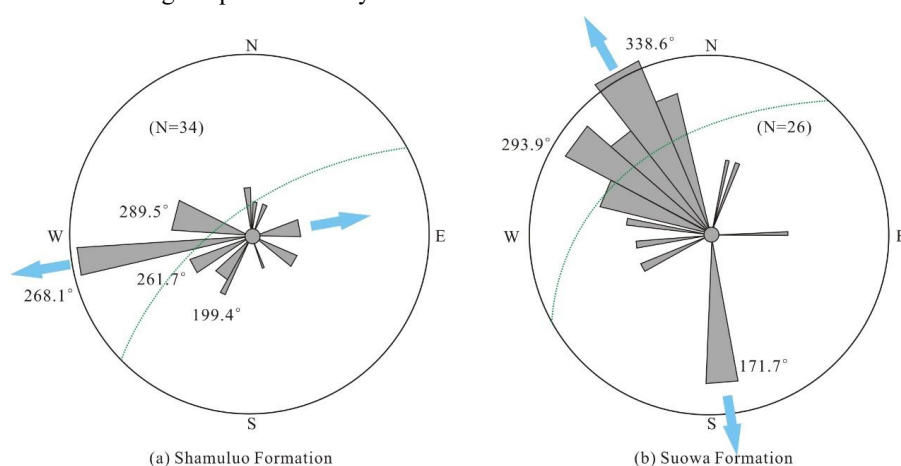 N
(N=34)
289.5°
W
E
268.1°
261.7°
199.4°
S
(a) Shamuluo Formation
338.6°
N
293.9°
(N=26)
W
171.7°
S
(b) Suowa Formation